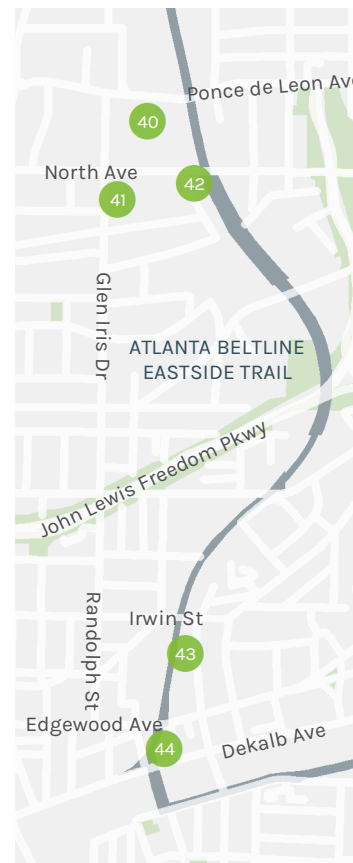 Ponce de Leon Ave
40
North Ave
42
41
Glen Iris Dr
ATLANTA BELTLINE
EASTSIDE TRAIL
John Lewis Freedom Pkwy
Randolph St
Irwin St
43
Edgewood Ave
Dekalb Ave
44